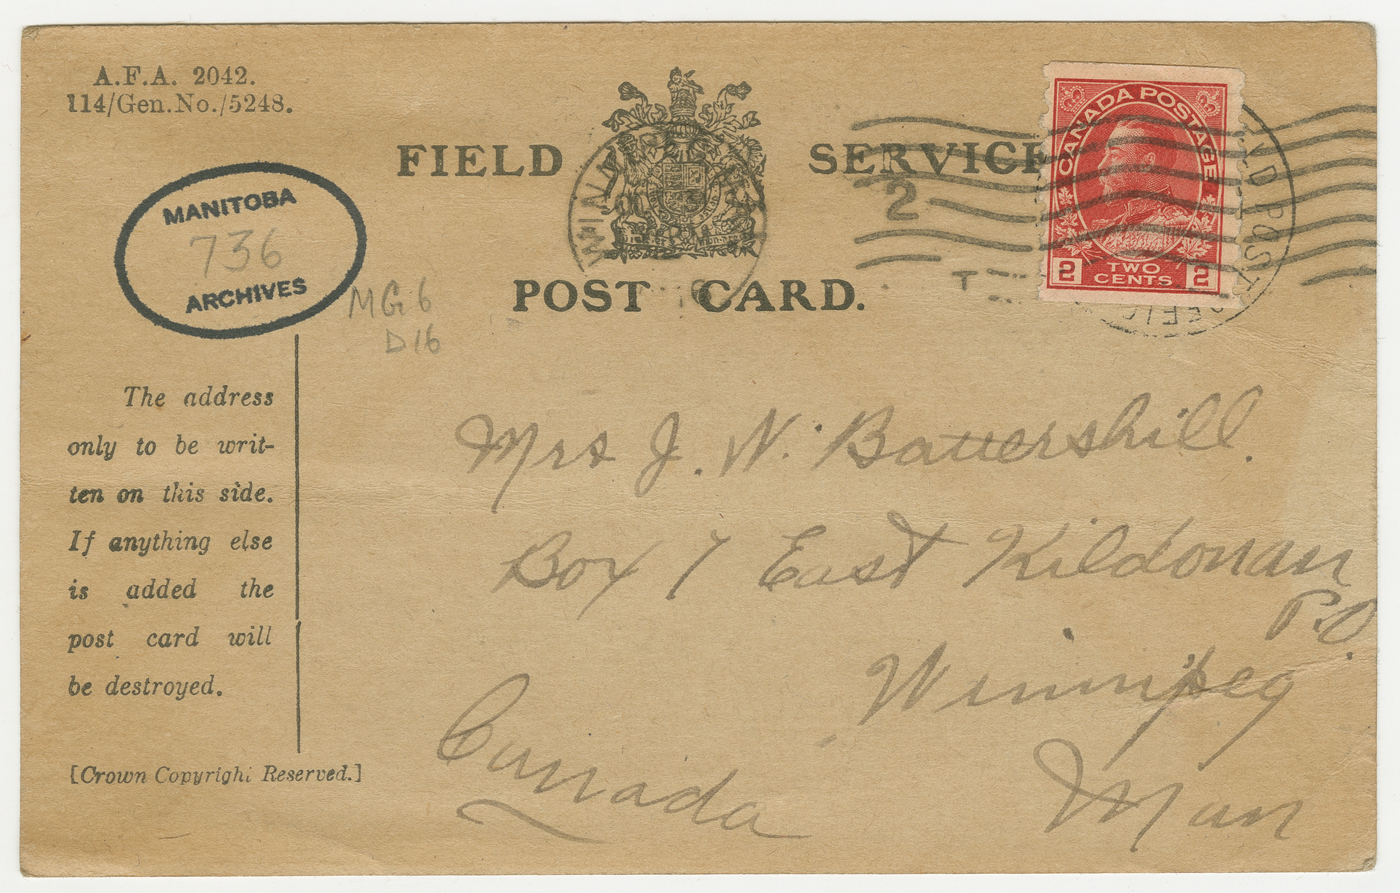 A.F.A. 2042.
114/Gen.No./5248.
FIELD SERVICE
POST CARD.
CANADA POSTAGE
2 TWO CENTS 2
2
T
MANITOBA
736
ARCHIVES
MG6
D16
The address
only to be writ-
ten on this side.
If anything else
is added the
post card will
be destroyed.
[Crown Copyright Reserved.]
Mrs J. W. Battershill.
Box 7 East Kildonan
P.O.
Winnipeg
Man
Canada